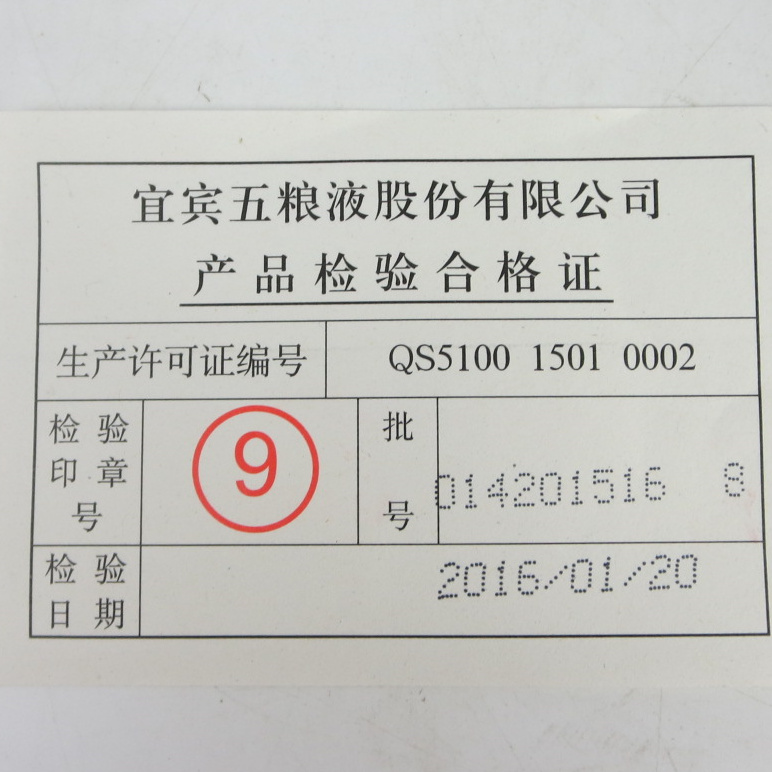 宜宾五粮液股份有限公司
产品检验合格证
生产许可证编号 QS5100 1501 0002
检验印章号 9 批号 014201516 8
检验日期 2016/01/20